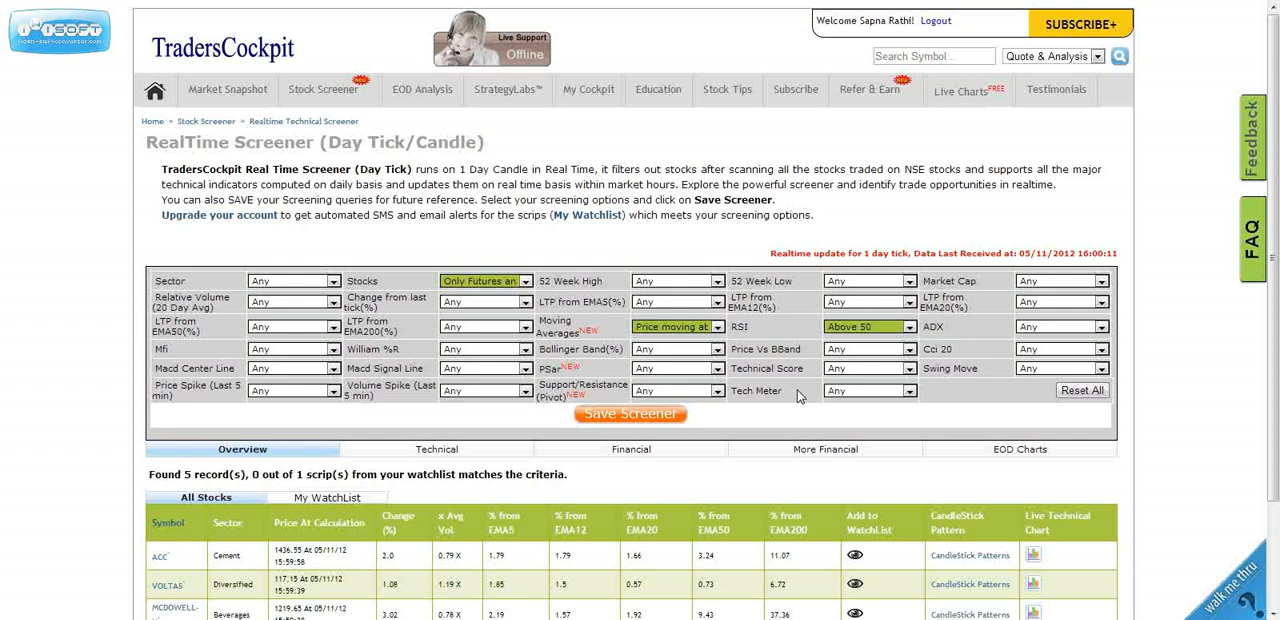 iwisoft
Welcome Sapna Rathi! Logout
SUBSCRIBE+
TradersCockpit
Live Support
Offline
Search Symbol...
Quote & Analysis
Market Snapshot
Stock Screener
EOD Analysis
StrategyLabs™
My Cockpit
Education
Stock Tips
Subscribe
Refer & Earn
Live Charts FREE
Testimonials
Feedback
FAQ
Home » Stock Screener » Realtime Technical Screener
RealTime Screener (Day Tick/Candle)
TradersCockpit Real Time Screener (Day Tick) runs on 1 Day Candle in Real Time, it filters out stocks after scanning all the stocks traded on NSE stocks and supports all the major
technical indicators computed on daily basis and updates them on real time basis within market hours. Explore the powerful screener and identify trade opportunities in realtime.
You can also SAVE your Screening queries for future reference. Select your screening options and click on Save Screener.
Upgrade your account to get automated SMS and email alerts for the scrips (My Watchlist) which meets your screening options.
Realtime update for 1 day tick, Data Last Received at: 05/11/2012 16:00:11
Sector Any Stocks Only Futures an 52 Week High Any 52 Week Low Any Market Cap Any
Relative Volume (20 Day Avg) Any Change from last tick(%) Any LTP from EMA5(%) Any LTP from EMA12(%) Any LTP from EMA20(%) Any
LTP from EMA50(%) Any LTP from EMA200(%) Any Moving Averages NEW Price moving ab RSI Above 50 ADX Any
Mfi Any William %R Any Bollinger Band(%) Any Price Vs BBand Any Cci 20 Any
Macd Center Line Any Macd Signal Line Any PSar NEW Any Technical Score Any Swing Move Any
Price Spike (Last 5 min) Any Volume Spike (Last 5 min) Any Support/Resistance (Pivot) NEW Any Tech Meter Any Reset All
Save Screener
Overview Technical Financial More Financial EOD Charts
Found 5 record(s), 0 out of 1 scrip(s) from your watchlist matches the criteria.
All Stocks My WatchList
Symbol Sector Price At Calculation Change (%) x Avg Vol % from EMA5 % from EMA12 % from EMA20 % from EMA50 % from EMA200 Add to WatchList CandleStick Pattern Live Technical Chart
ACC* Cement 1436.55 At 05/11/12 15:59:58 2.0 0.79 X 1.79 1.79 1.66 3.24 11.07 CandleStick Patterns
VOLTAS* Diversified 117.15 At 05/11/12 15:59:39 1.08 1.19 X 1.85 1.5 0.57 0.73 6.72 CandleStick Patterns
MCDOWELL- Beverages 1219.65 At 05/11/12 3.02 0.78 X 2.19 1.57 1.92 9.43 37.36 CandleStick Patterns
walk me thru